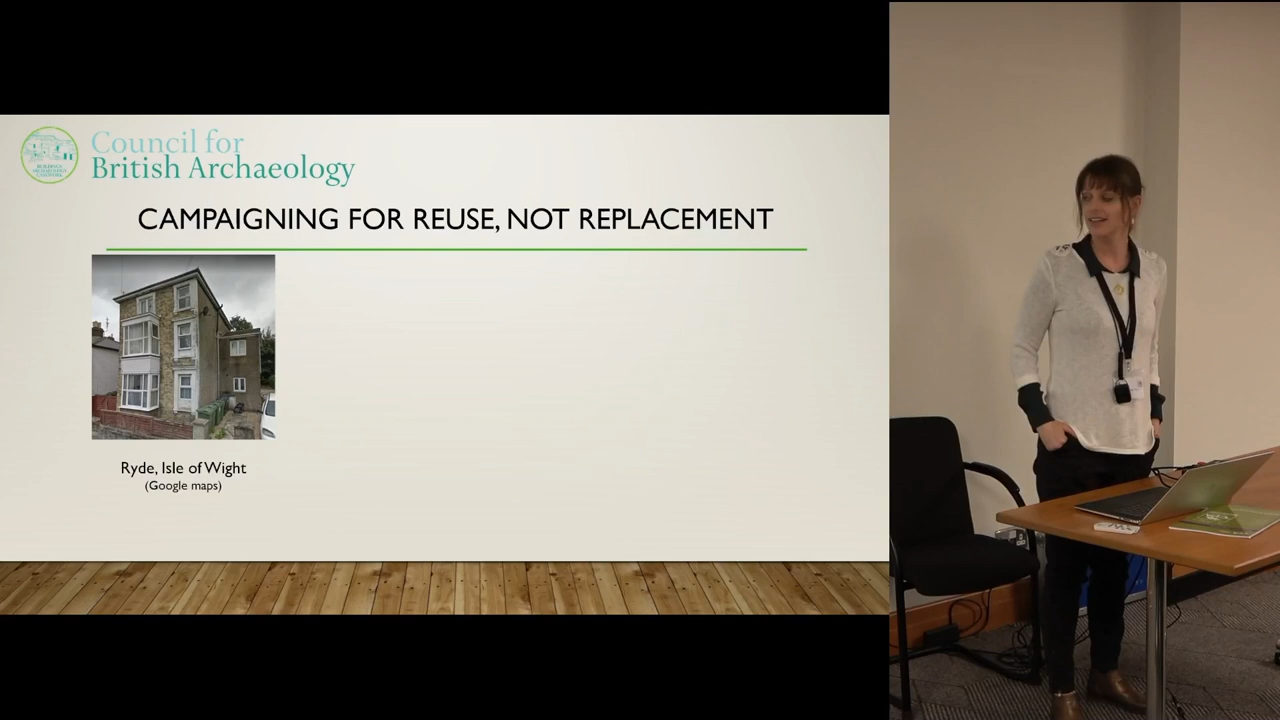 Council for
British Archaeology
CAMPAIGNING FOR REUSE, NOT REPLACEMENT
Ryde, Isle of Wight
(Google maps)